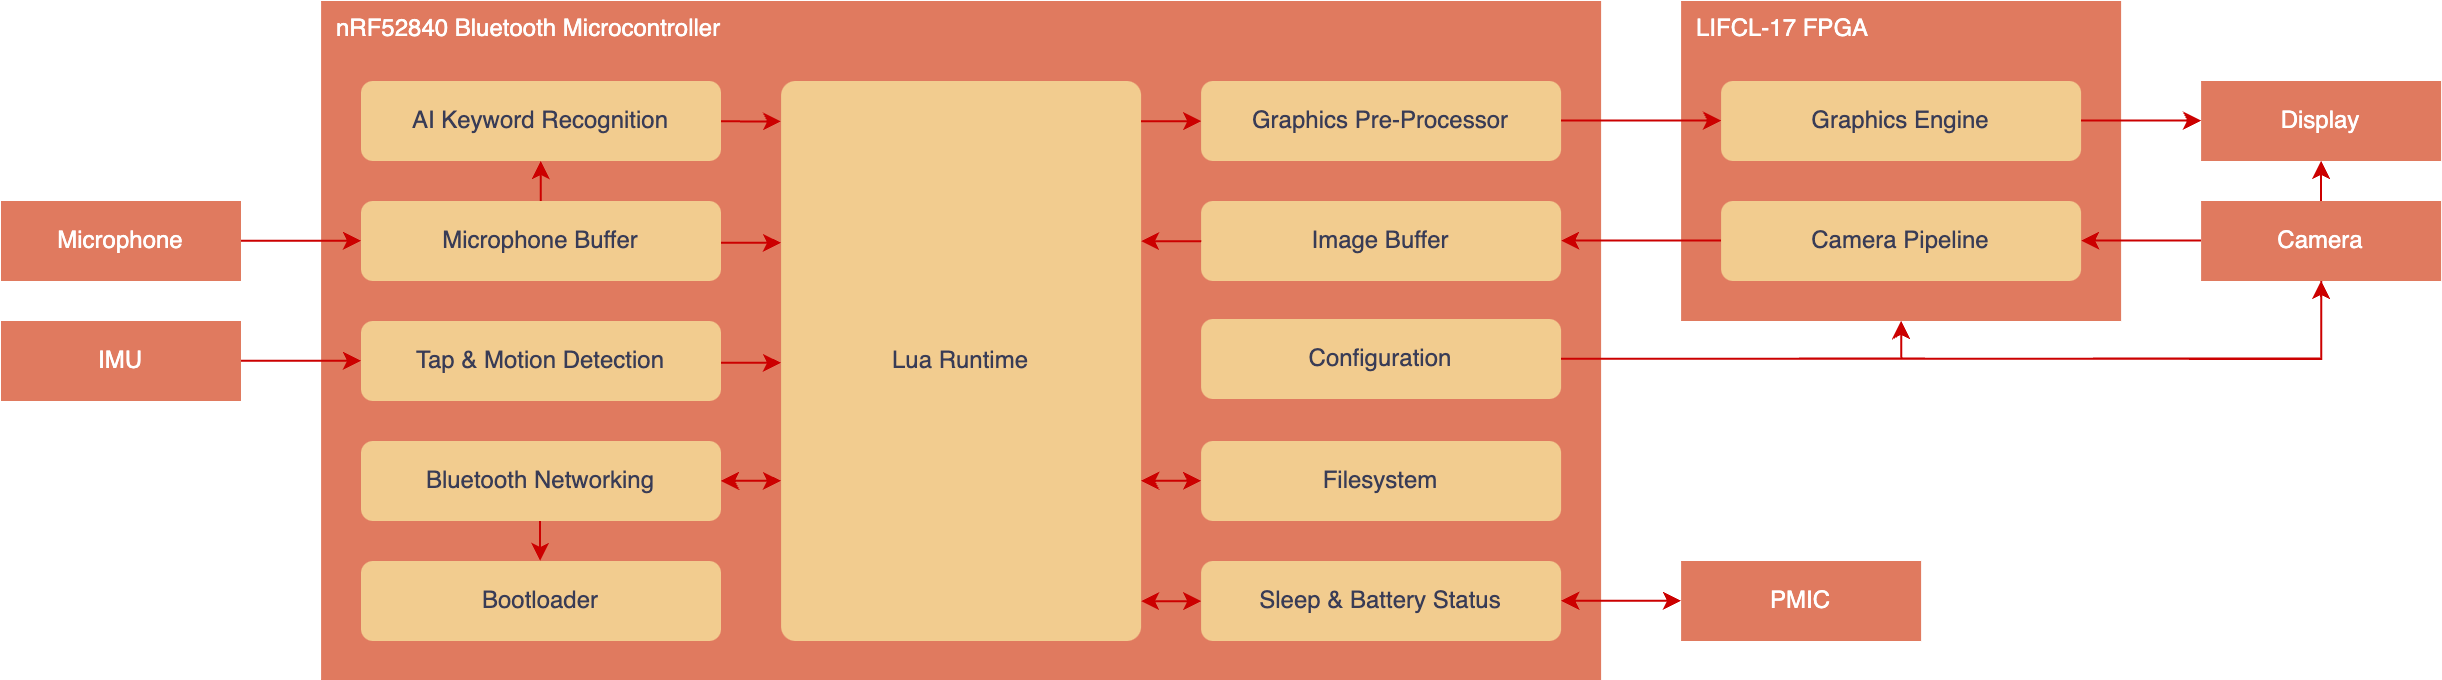 nRF52840 Bluetooth Microcontroller
LIFCL-17 FPGA
AI Keyword Recognition
Graphics Pre-Processor
Graphics Engine
Display
Microphone
Microphone Buffer
Image Buffer
Camera Pipeline
Camera
IMU
Tap & Motion Detection
Lua Runtime
Configuration
Bluetooth Networking
Filesystem
Bootloader
Sleep & Battery Status
PMIC